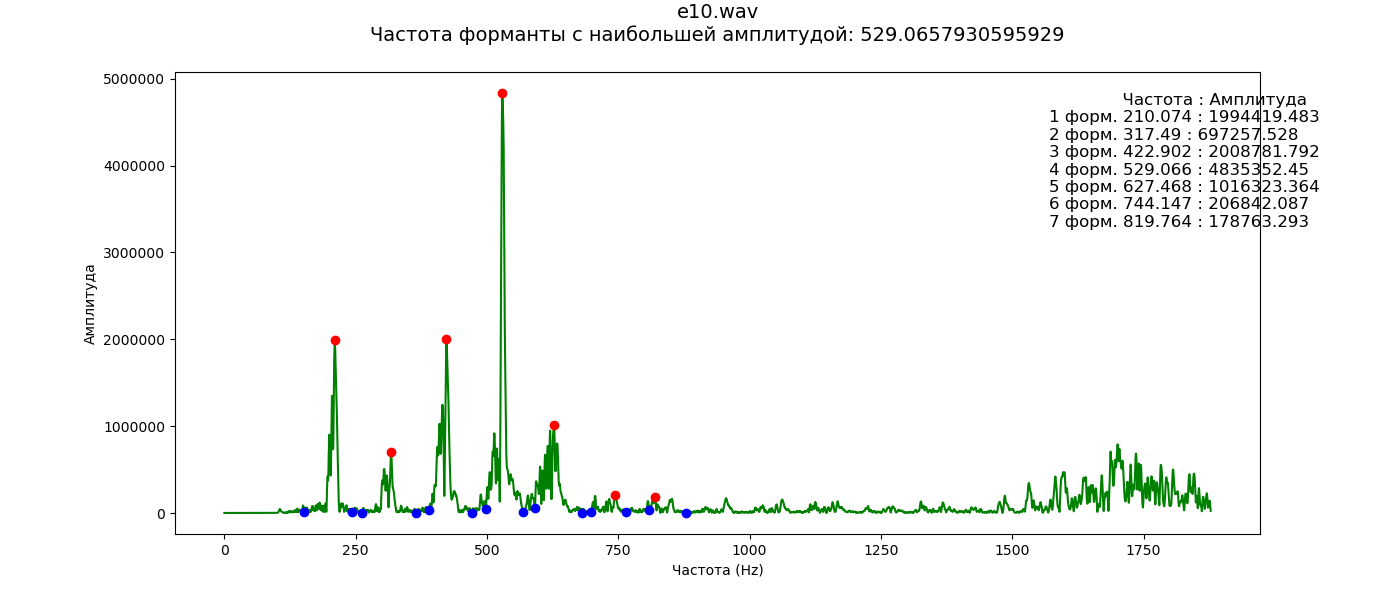 e10.wav
Частота форманты с наибольшей амплитудой: 529.0657930595929
5000000
4000000
3000000
2000000
1000000
0
Амплитуда
Частота : Амплитуда
1 форм. 210.074 : 1994419.483
2 форм. 317.49 : 697257.528
3 форм. 422.902 : 2008781.792
4 форм. 529.066 : 4835352.45
5 форм. 627.468 : 1016323.364
6 форм. 744.147 : 206842.087
7 форм. 819.764 : 178763.293
0 250 500 750 1000 1250 1500 1750
Частота (Hz)